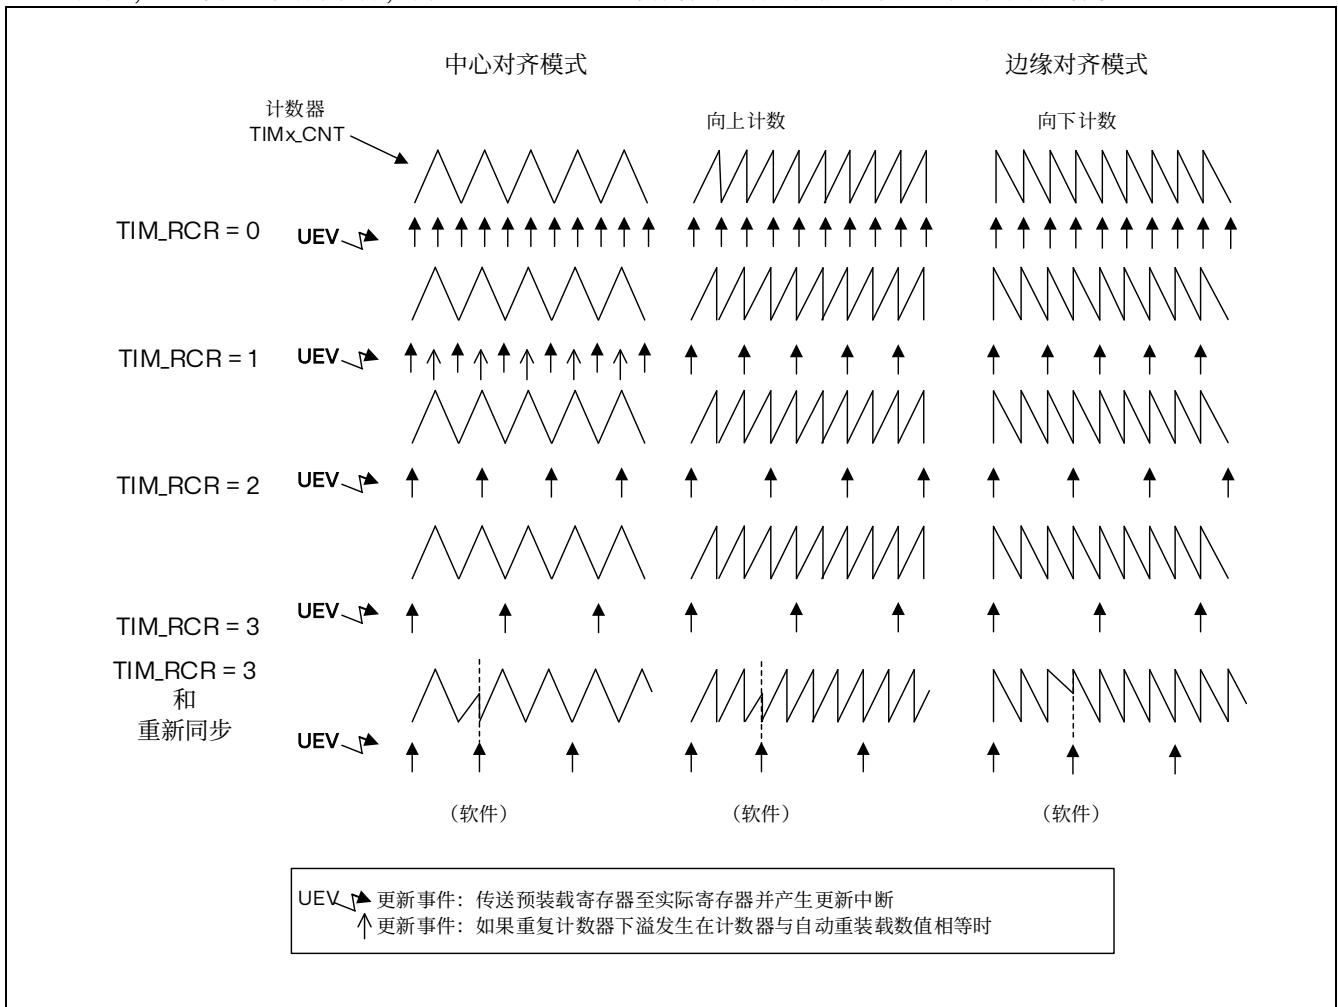 中心对齐模式
边缘对齐模式
计数器
TIMx_CNT
向上计数
向下计数
TIM_RCR = 0
UEV
TIM_RCR = 1
UEV
TIM_RCR = 2
UEV
TIM_RCR = 3
UEV
TIM_RCR = 3
和
重新同步
UEV
(软件)
(软件)
(软件)
UEV 更新事件：传送预装载寄存器至实际寄存器并产生更新中断
更新事件：如果重复计数器下溢发生在计数器与自动重装载数值相等时